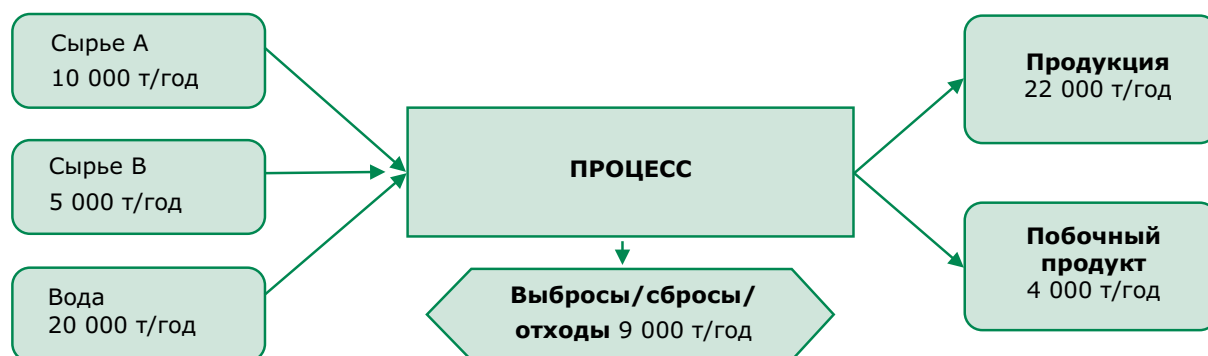 Сырье А
10 000 т/год
Сырье В
5 000 т/год
Вода
20 000 т/год
ПРОЦЕСС
Выбросы/сбросы/
отходы 9 000 т/год
Продукция
22 000 т/год
Побочный
продукт
4 000 т/год